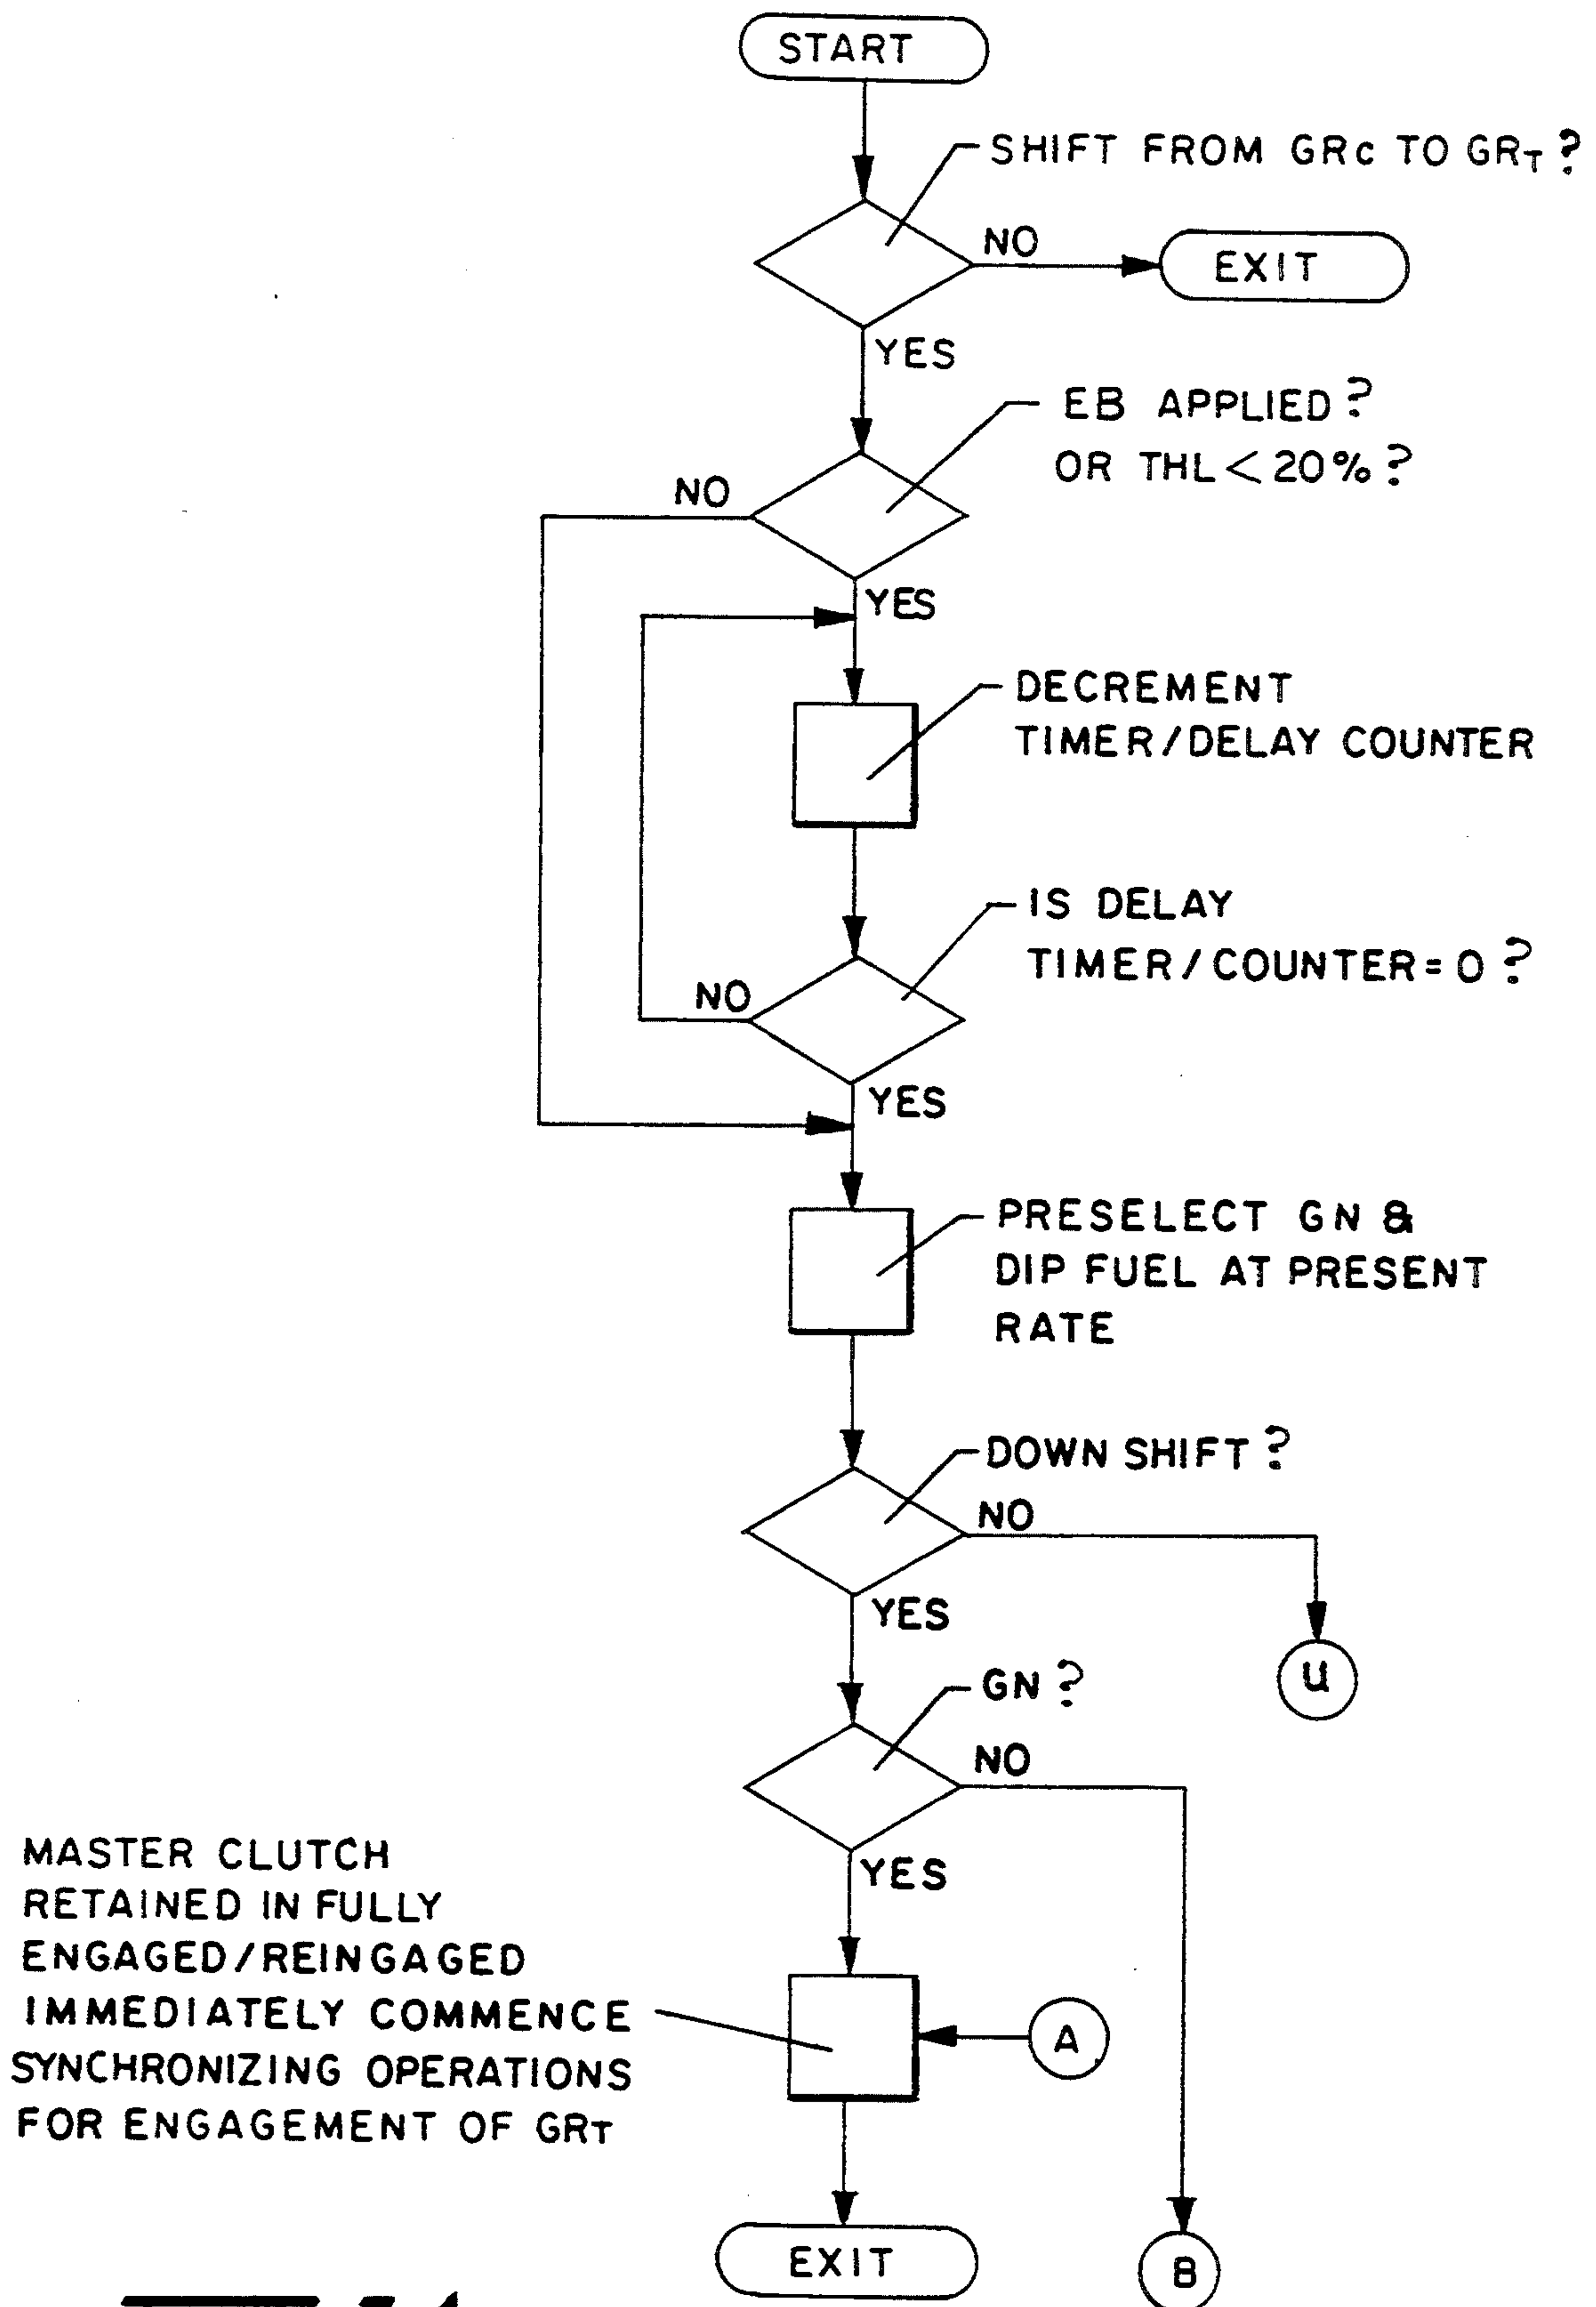 START
SHIFT FROM GRC TO GRT?
NO
EXIT
YES
EB APPLIED?
OR THL < 20%?
NO
YES
DECREMENT
TIMER/DELAY COUNTER
IS DELAY
TIMER/COUNTER=0?
NO
YES
PRESELECT GN &
DIP FUEL AT PRESENT
RATE
DOWN SHIFT?
NO
YES
U
GN?
NO
YES
MASTER CLUTCH
RETAINED IN FULLY
ENGAGED/REINGAGED
IMMEDIATELY COMMENCE
SYNCHRONIZING OPERATIONS
FOR ENGAGEMENT OF GRT
A
EXIT
B